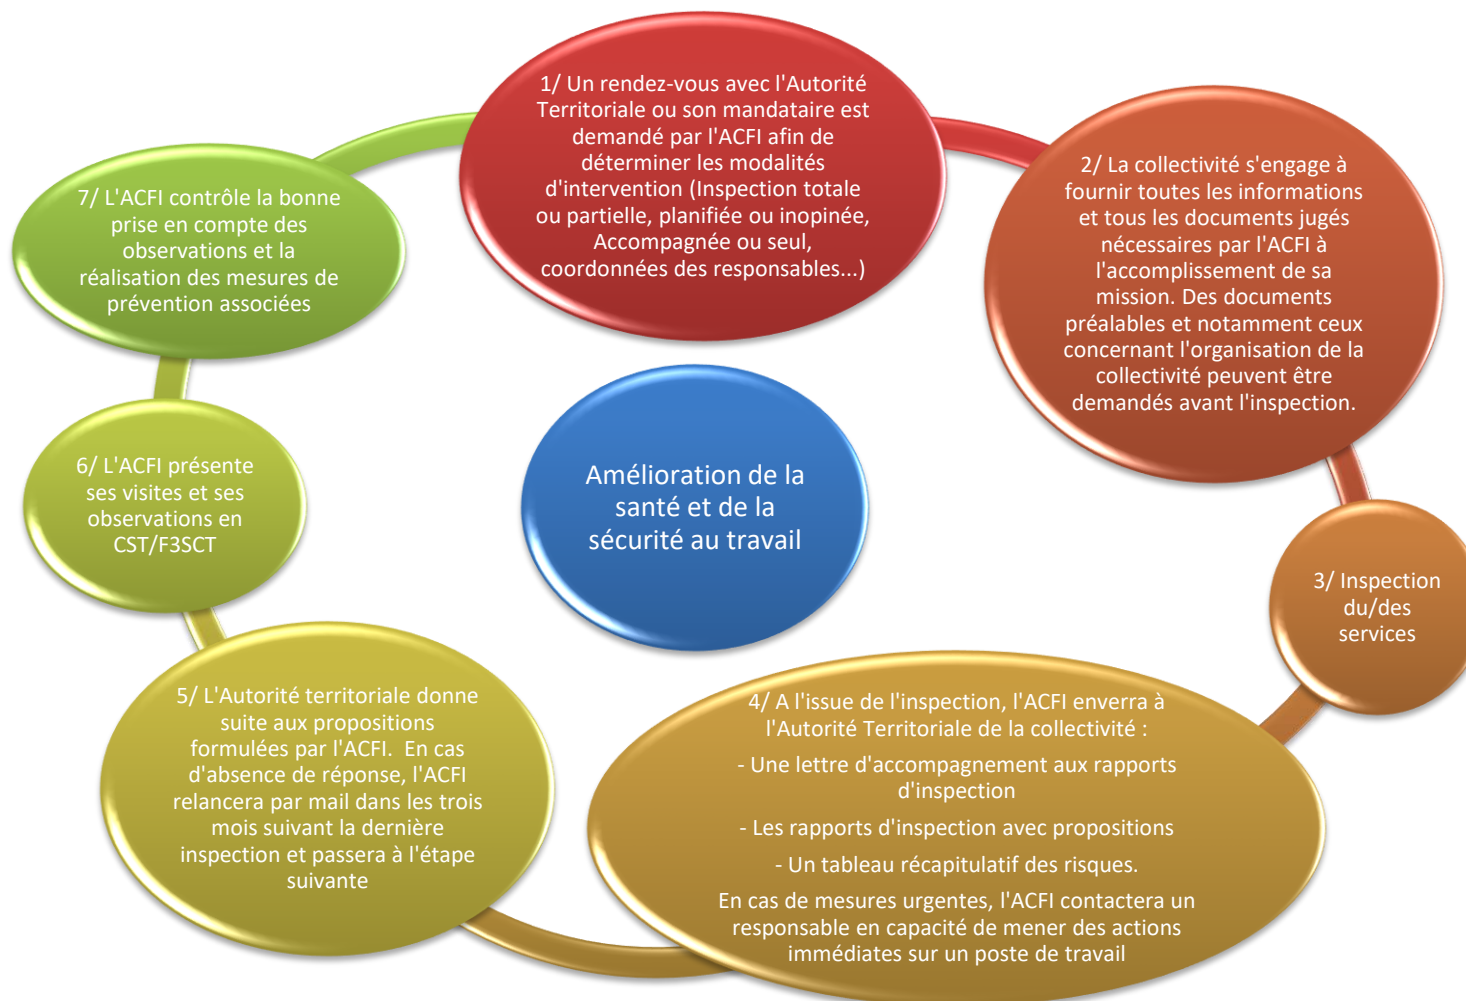 1/ Un rendez-vous avec l'Autorité
Territoriale ou son mandataire est
demandé par l'ACFI afin de
déterminer les modalités
d'intervention (Inspection totale
ou partielle, planifiée ou inopinée,
Accompagnée ou seul,
coordonnées des responsables...)
2/ La collectivité s'engage à
fournir toutes les informations
et tous les documents jugés
nécessaires par l'ACFI à
l'accomplissement de sa
mission. Des documents
préalables et notamment ceux
concernant l'organisation de la
collectivité peuvent être
demandés avant l'inspection.
3/ Inspection
du/des
services
4/ A l'issue de l'inspection, l'ACFI enverra à
l'Autorité Territoriale de la collectivité :
- Une lettre d'accompagnement aux rapports
d'inspection
- Les rapports d'inspection avec propositions
- Un tableau récapitulatif des risques.
En cas de mesures urgentes, l'ACFI contactera un
responsable en capacité de mener des actions
immédiates sur un poste de travail
5/ L'Autorité territoriale donne
suite aux propositions
formulées par l'ACFI.  En cas
d'absence de réponse, l'ACFI
relancera par mail dans les trois
mois suivant la dernière
inspection et passera à l'étape
suivante
6/ L'ACFI présente
ses visites et ses
observations en
CST/F3SCT
7/ L'ACFI contrôle la bonne
prise en compte des
observations et la
réalisation des mesures de
prévention associées
Amélioration de la
santé et de la
sécurité au travail